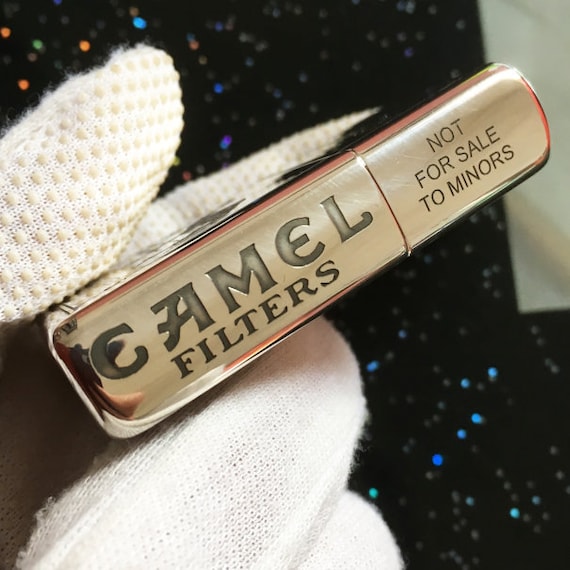 CAMEL
FILTERS
NOT
FOR SALE
TO MINORS